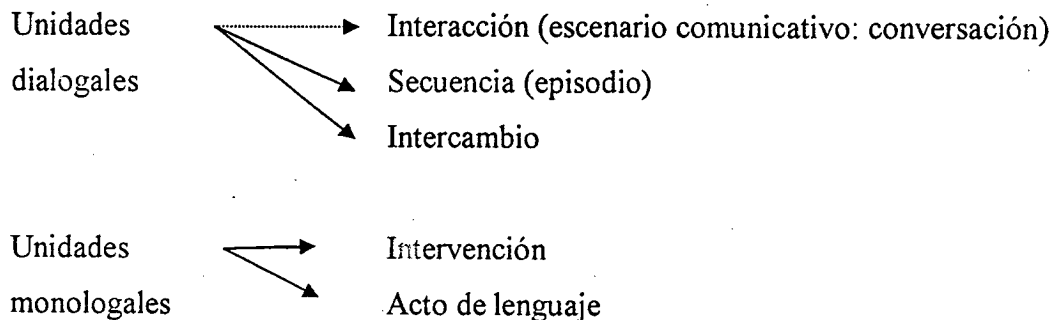 Unidades Interacción (escenario comunicativo: conversación)
dialogales Secuencia (episodio)
Intercambio
Unidades Intervención
monologales Acto de lenguaje